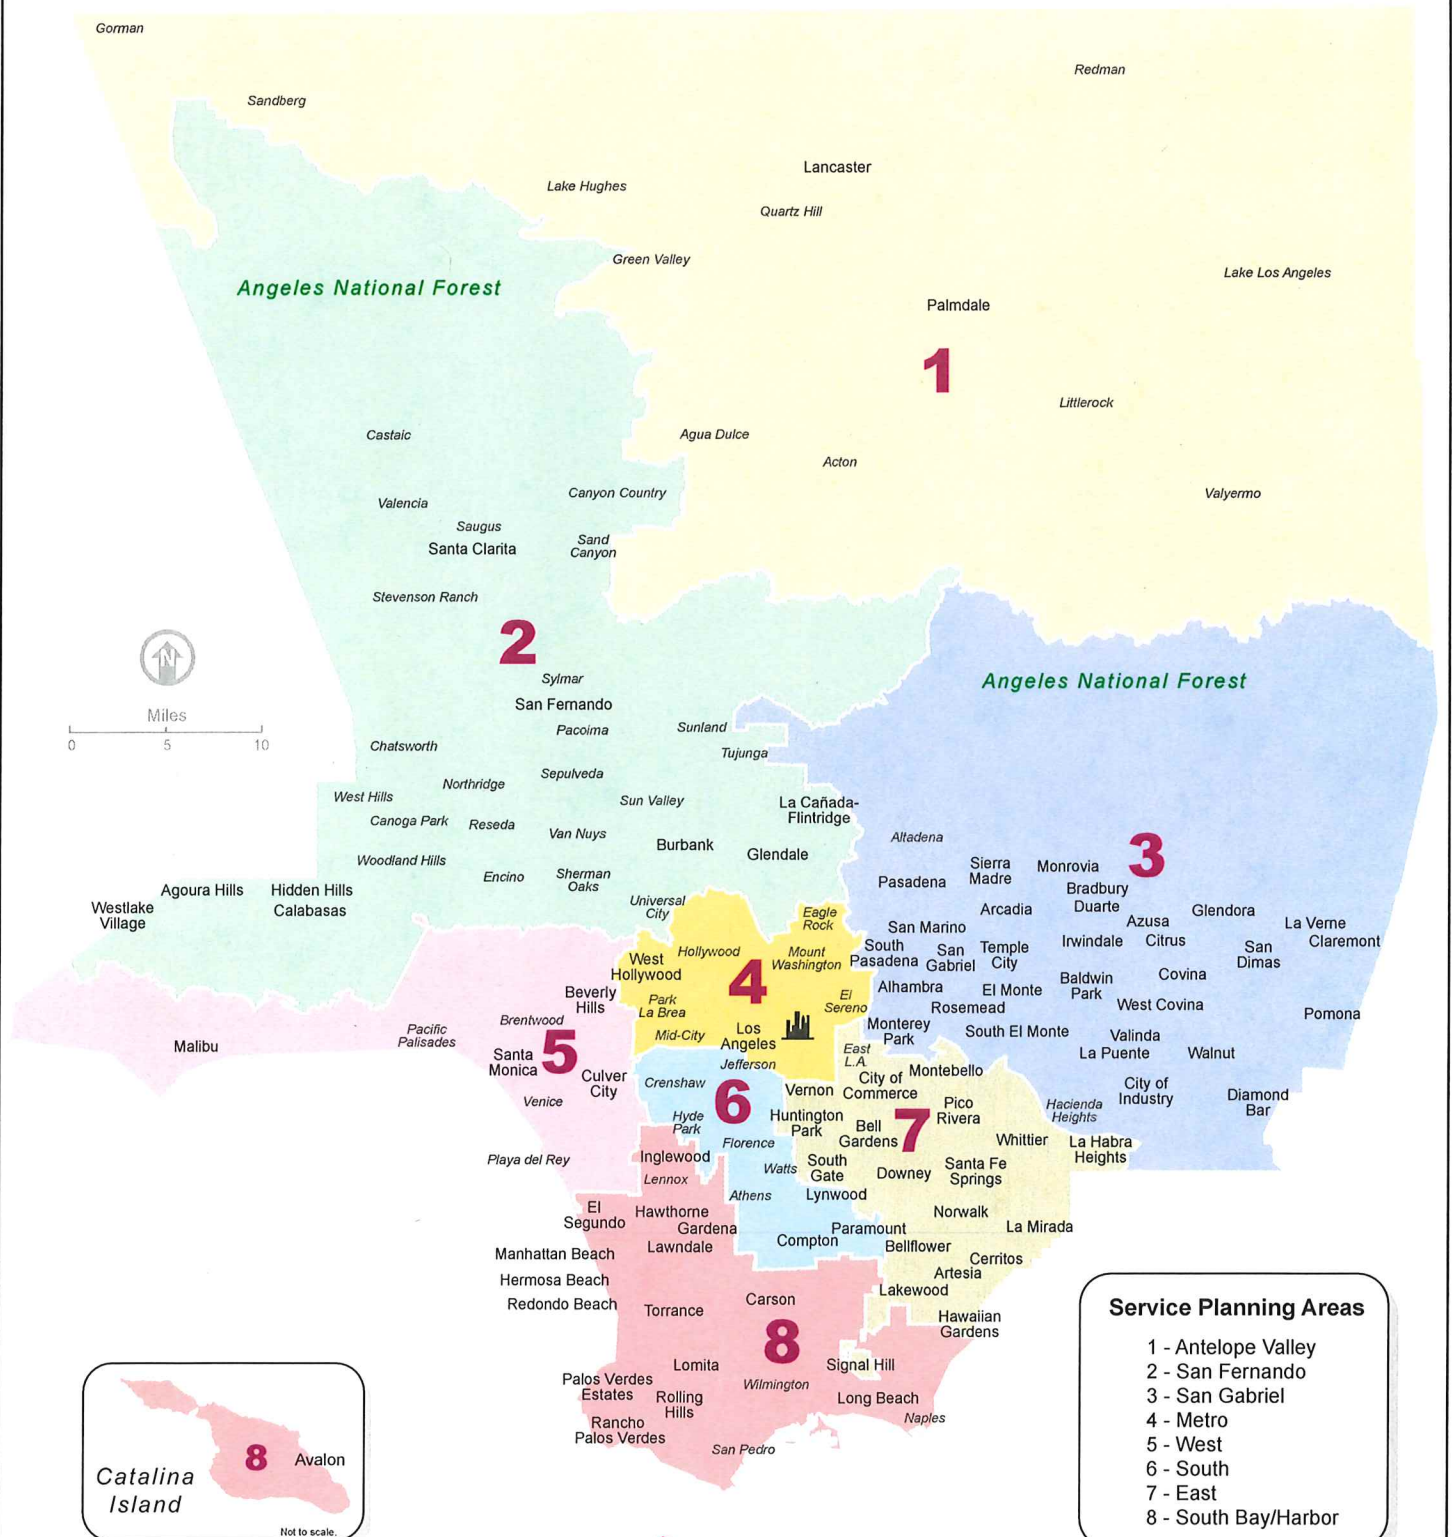 Gorman
Redman
Sandberg
Lancaster
Lake Hughes
Quartz Hill
Green Valley
Lake Los Angeles
Angeles National Forest
Palmdale
1
Littlerock
Castaic
Agua Dulce
Acton
Canyon Country
Valyermo
Valencia
Saugus
Santa Clarita
Sand
Canyon
Stevenson Ranch
2
N
Miles
0 5 10
Sylmar
San Fernando
Pacoima
Sunland
Tujunga
Angeles National Forest
Chatsworth
Northridge
Sepulveda
West Hills
Sun Valley
La Cañada-
Flintridge
Canoga Park
Reseda
Van Nuys
Burbank
Glendale
Woodland Hills
Encino
Sherman
Oaks
Agoura Hills
Hidden Hills
Calabasas
Westlake
Village
Universal
City
Altadena
3
Sierra
Madre
Monrovia
Pasadena
Bradbury
Duarte
Arcadia
Azusa
Glendora
La Verne
San Marino
Irwindale
Citrus
Claremont
South
Pasadena
San
Gabriel
Temple
City
San
Dimas
Alhambra
El Monte
Baldwin
Park
Covina
Rosemead
West Covina
Pomona
Monterey
Park
South El Monte
Valinda
La Puente
Walnut
City of
Industry
Diamond
Bar
Hacienda
Heights
Eagle
Rock
Hollywood
Mount
Washington
West
Hollywood
4
El
Sereno
Park
La Brea
Mid-City
Los
Angeles
Beverly
Hills
Brentwood
Pacific
Palisades
5
Malibu
Santa
Monica
Culver
City
Venice
Playa del Rey
Jefferson
Crenshaw
6
Hyde
Park
Florence
Watts
Athens
Lynwood
Compton
Paramount
East
L.A.
Vernon
City of
Commerce
Montebello
Huntington
Park
Bell
Gardens
7
Pico
Rivera
Whittier
La Habra
Heights
South
Gate
Downey
Santa Fe
Springs
Norwalk
La Mirada
Bellflower
Cerritos
Artesia
Lakewood
Hawaiian
Gardens
Inglewood
Lennox
El
Segundo
Hawthorne
Gardena
Lawndale
Manhattan Beach
Hermosa Beach
Redondo Beach
Torrance
Carson
8
Lomita
Signal Hill
Wilmington
Palos Verdes
Estates
Rolling
Hills
Long Beach
Rancho
Palos Verdes
Naples
San Pedro
8
Avalon
Catalina
Island
Not to scale.
Service Planning Areas
1 - Antelope Valley
2 - San Fernando
3 - San Gabriel
4 - Metro
5 - West
6 - South
7 - East
8 - South Bay/Harbor